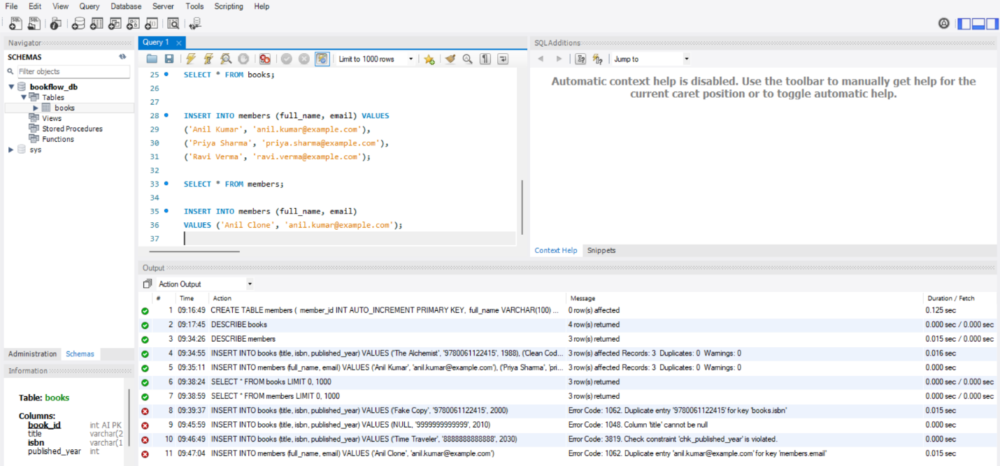 File Edit View Query Database Server Tools Scripting Help
Navigator
SCHEMAS
Filter objects
bookflow_db
Tables
books
Views
Stored Procedures
Functions
sys
Administration Schemas
Information
Table: books
Columns:
book_id int AI PK
title varchar(2
isbn varchar(1
published_year int
Query 1
Limit to 1000 rows
25 SELECT * FROM books;
26
27
28 INSERT INTO members (full_name, email) VALUES
29 ('Anil Kumar', 'anil.kumar@example.com'),
30 ('Priya Sharma', 'priya.sharma@example.com'),
31 ('Ravi Verma', 'ravi.verma@example.com');
32
33 SELECT * FROM members;
34
35 INSERT INTO members (full_name, email)
36 VALUES ('Anil Clone', 'anil.kumar@example.com');
37
SQLAdditions
Jump to
Automatic context help is disabled. Use the toolbar to manually get help for the
current caret position or to toggle automatic help.
Context Help Snippets
Output
Action Output
# Time Action Message Duration / Fetch
1 09:16:49 CREATE TABLE members ( member_id INT AUTO_INCREMENT PRIMARY KEY, full_name VARCHAR(100) ... 0 row(s) affected 0.125 sec
2 09:17:45 DESCRIBE books 4 row(s) returned 0.000 sec / 0.000 sec
3 09:34:26 DESCRIBE members 3 row(s) returned 0.015 sec / 0.000 sec
4 09:34:55 INSERT INTO books (title, isbn, published_year) VALUES ('The Alchemist', '9780061122415', 1988), ('Clean Cod... 3 row(s) affected Records: 3 Duplicates: 0 Warnings: 0 0.016 sec
5 09:35:11 INSERT INTO members (full_name, email) VALUES ('Anil Kumar', 'anil.kumar@example.com'), ('Priya Sharma', 'pri... 3 row(s) affected Records: 3 Duplicates: 0 Warnings: 0 0.000 sec
6 09:38:24 SELECT * FROM books LIMIT 0, 1000 3 row(s) returned 0.000 sec / 0.000 sec
7 09:38:59 SELECT * FROM members LIMIT 0, 1000 3 row(s) returned 0.000 sec / 0.000 sec
8 09:39:37 INSERT INTO books (title, isbn, published_year) VALUES ('Fake Copy', '9780061122415', 2000) Error Code: 1062. Duplicate entry '9780061122415' for key 'books.isbn' 0.015 sec
9 09:45:59 INSERT INTO books (title, isbn, published_year) VALUES (NULL, '9999999999999', 2010) Error Code: 1048. Column 'title' cannot be null 0.000 sec
10 09:46:49 INSERT INTO books (title, isbn, published_year) VALUES ('Time Traveler', '8888888888888', 2030) Error Code: 3819. Check constraint 'chk_published_year' is violated. 0.000 sec
11 09:47:04 INSERT INTO members (full_name, email) VALUES ('Anil Clone', 'anil.kumar@example.com') Error Code: 1062. Duplicate entry 'anil.kumar@example.com' for key 'members.email' 0.015 sec